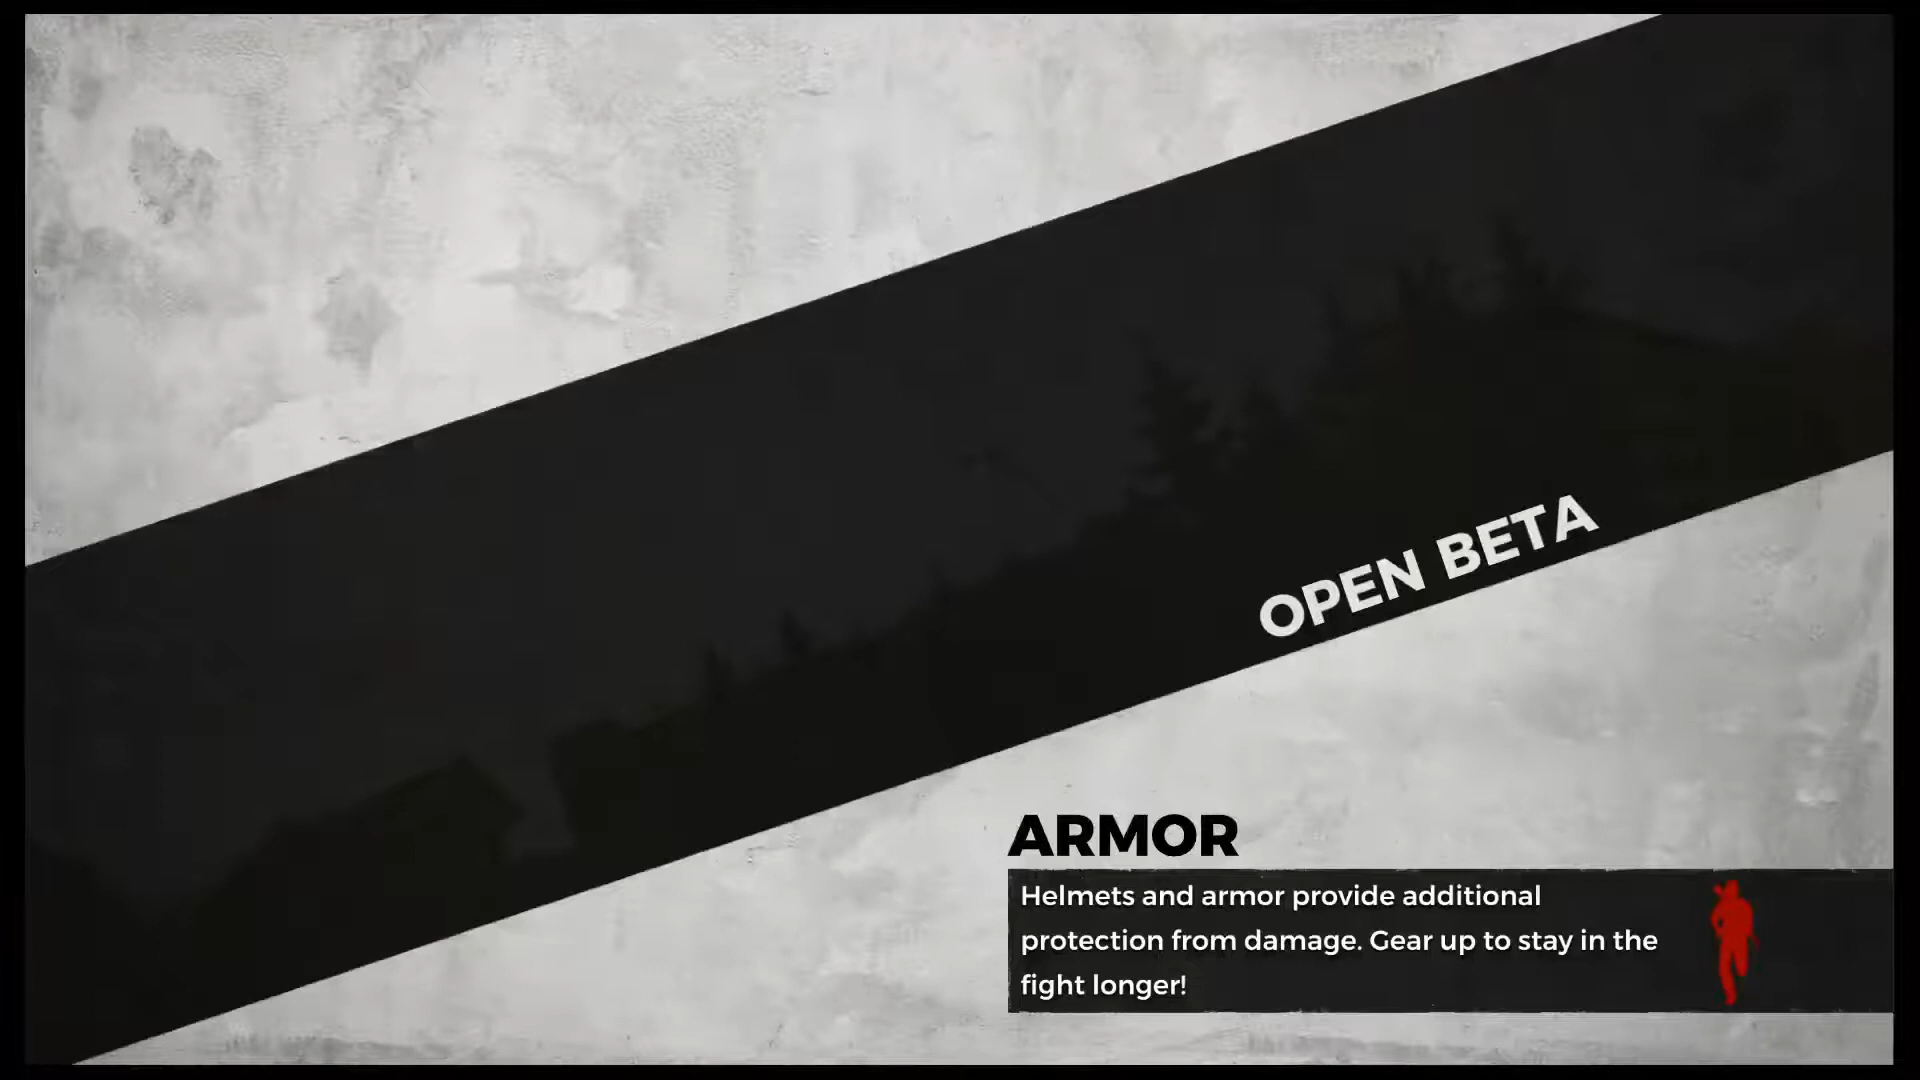 OPEN BETA
ARMOR
Helmets and armor provide additional
protection from damage. Gear up to stay in the
fight longer!